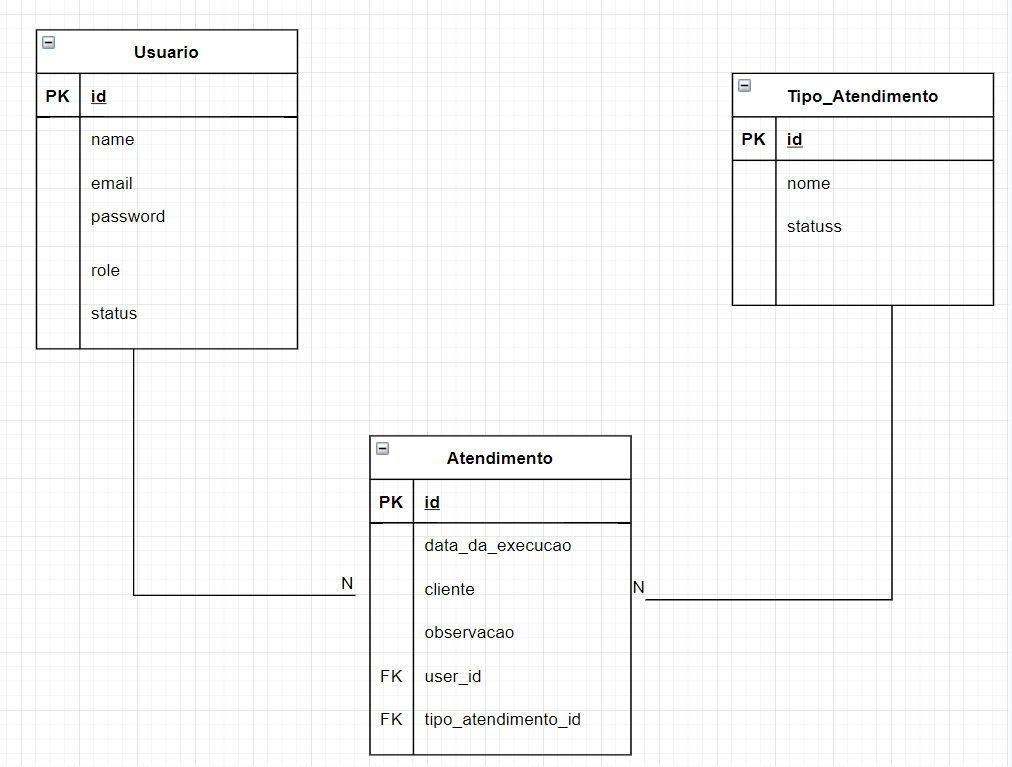 Usuario
PK id
name
email
password
role
status
Tipo_Atendimento
PK id
nome
statuss
Atendimento
PK id
data_da_execucao
cliente
observacao
FK user_id
FK tipo_atendimento_id
N
N